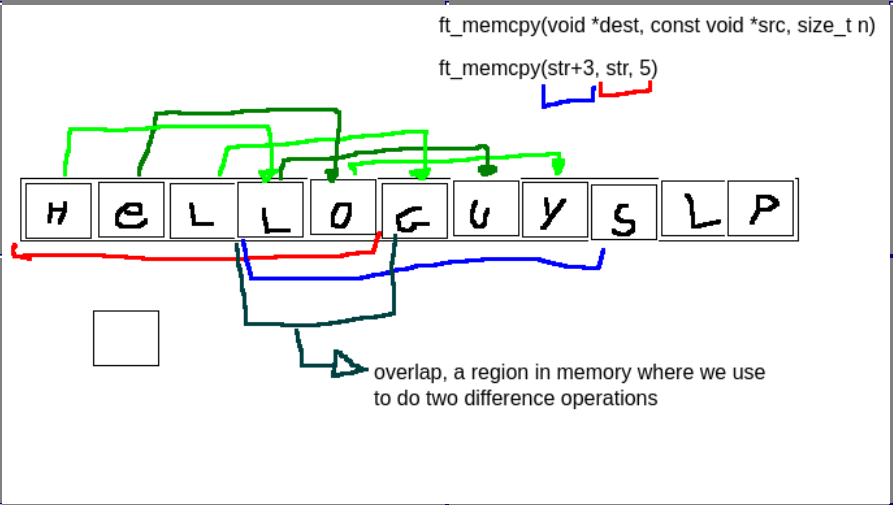 ft_memcpy(void *dest, const void *src, size_t n)
ft_memcpy(str+3, str, 5)
H e L L O G U Y S L P
overlap, a region in memory where we use
to do two difference operations